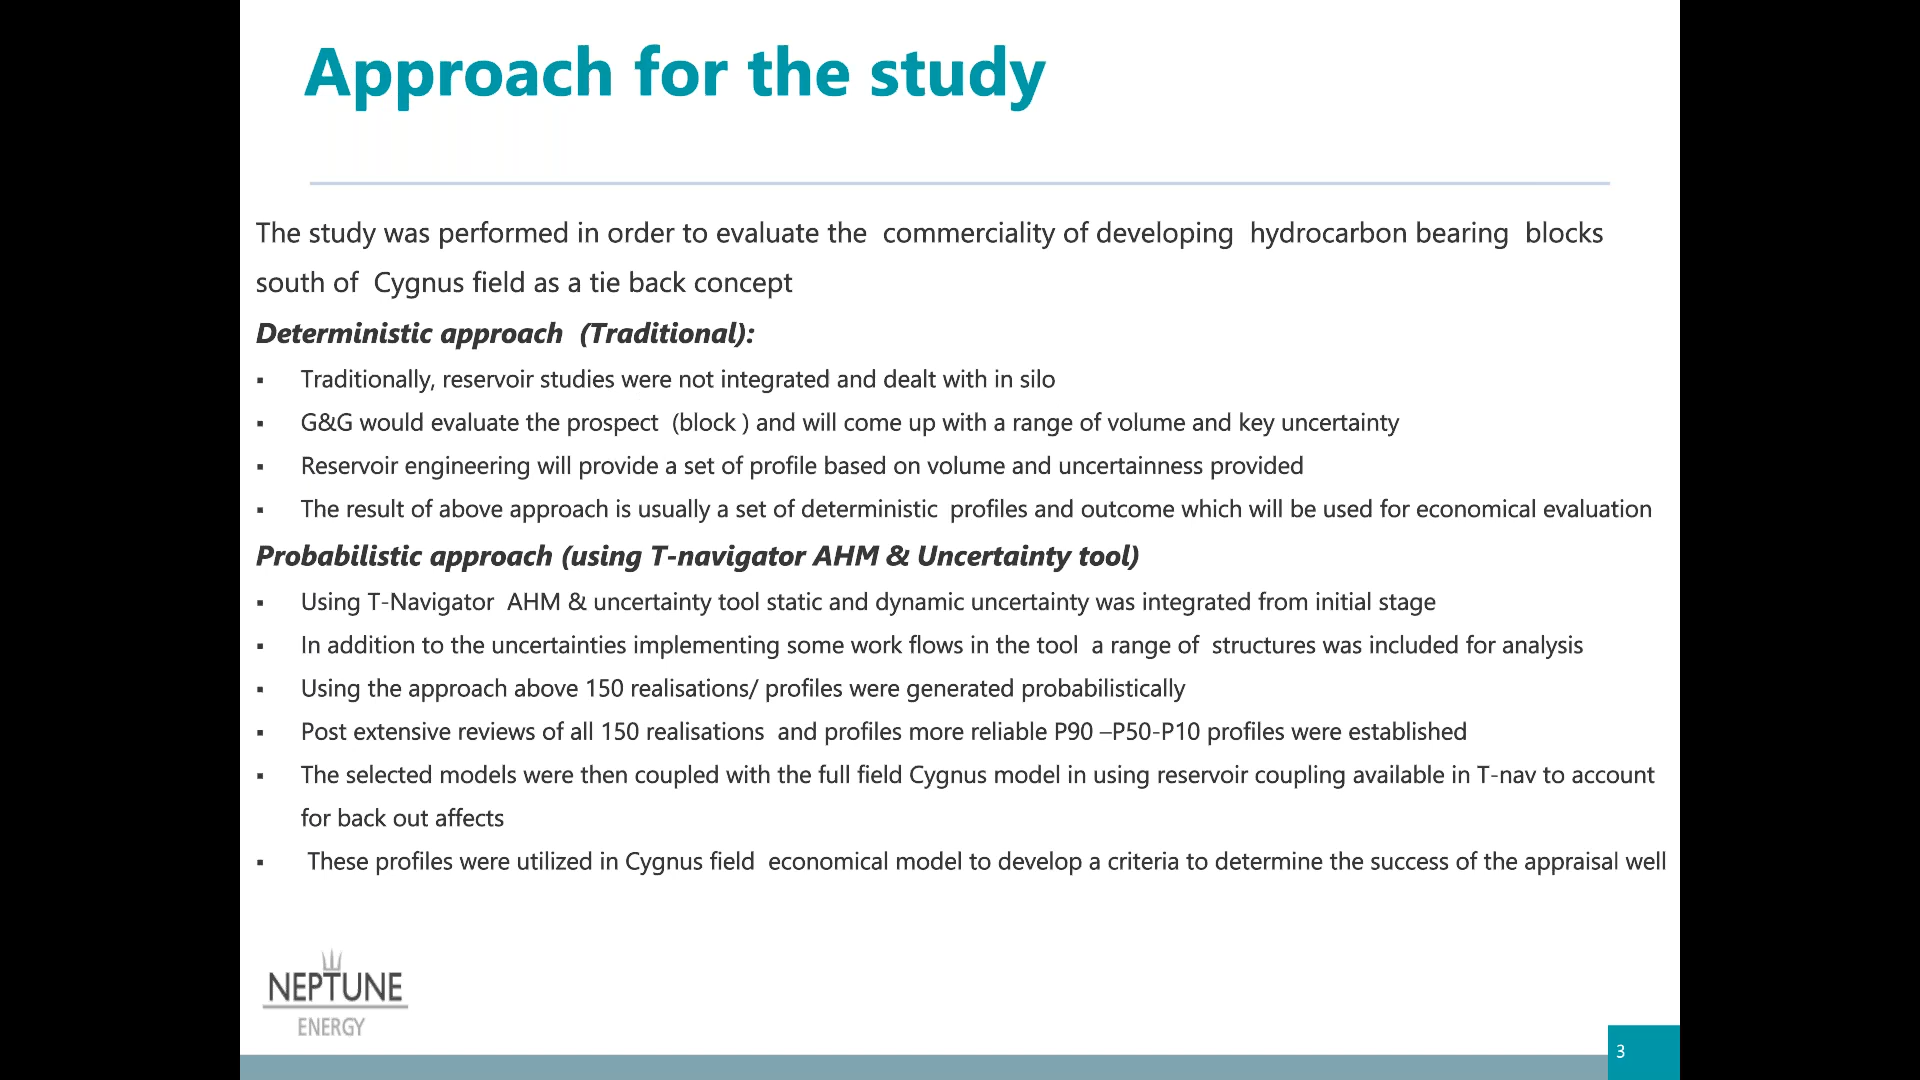 Approach for the study
The study was performed in order to evaluate the commerciality of developing hydrocarbon bearing blocks
south of Cygnus field as a tie back concept
Deterministic approach (Traditional):
▪ Traditionally, reservoir studies were not integrated and dealt with in silo
▪ G&G would evaluate the prospect (block ) and will come up with a range of volume and key uncertainty
▪ Reservoir engineering will provide a set of profile based on volume and uncertainness provided
▪ The result of above approach is usually a set of deterministic profiles and outcome which will be used for economical evaluation
Probabilistic approach (using T-navigator AHM & Uncertainty tool)
▪ Using T-Navigator AHM & uncertainty tool static and dynamic uncertainty was integrated from initial stage
▪ In addition to the uncertainties implementing some work flows in the tool a range of structures was included for analysis
▪ Using the approach above 150 realisations/ profiles were generated probabilistically
▪ Post extensive reviews of all 150 realisations and profiles more reliable P90 –P50-P10 profiles were established
▪ The selected models were then coupled with the full field Cygnus model in using reservoir coupling available in T-nav to account
for back out affects
▪ These profiles were utilized in Cygnus field economical model to develop a criteria to determine the success of the appraisal well
NEPTUNE
ENERGY
3